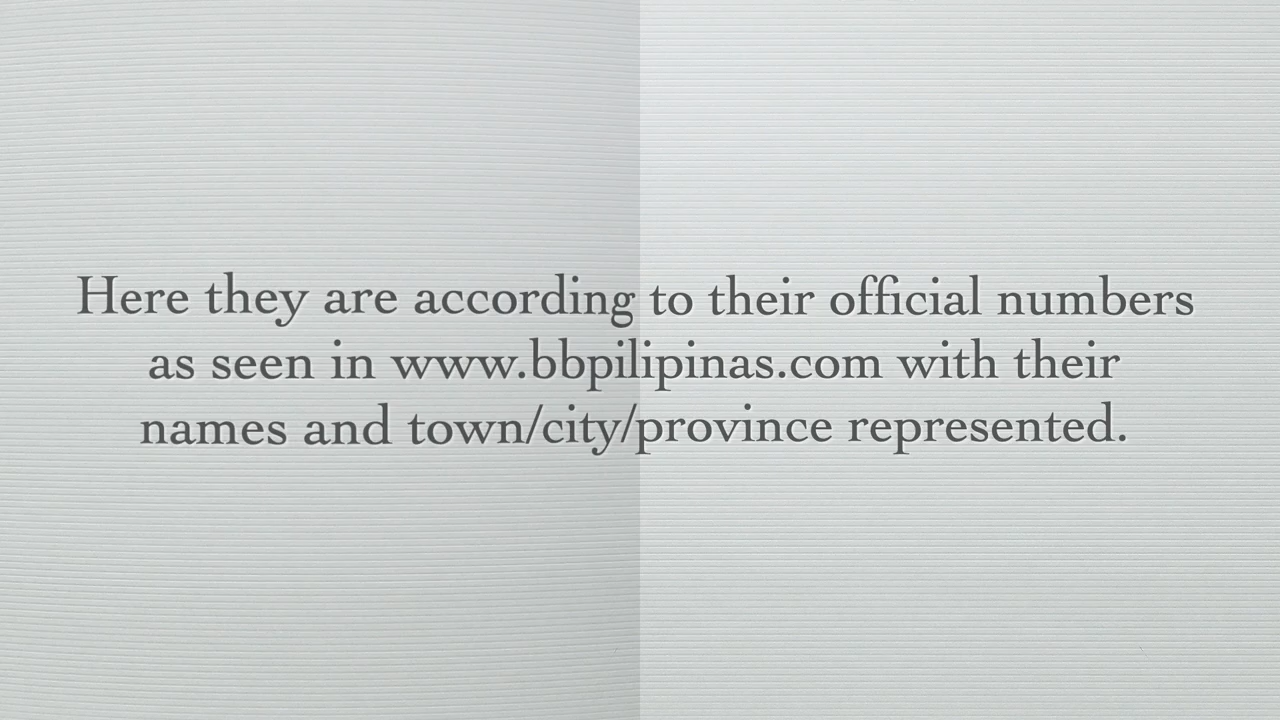 Here they are according to their official numbers
as seen in www.bbpilipinas.com with their
names and town/city/province represented.